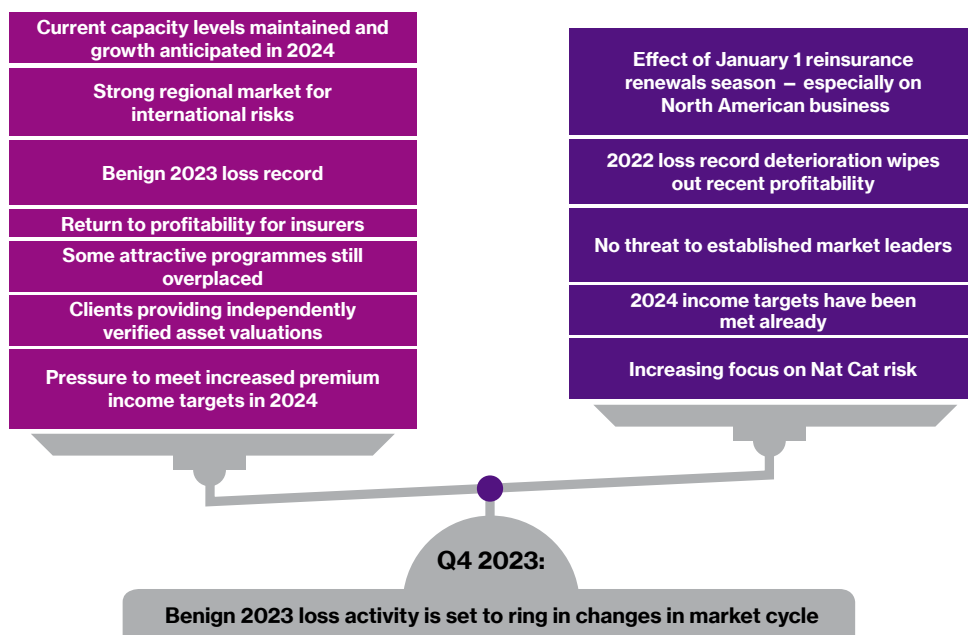 Current capacity levels maintained and
growth anticipated in 2024
Strong regional market for
international risks
Benign 2023 loss record
Return to profitability for insurers
Some attractive programmes still
overplaced
Clients providing independently
verified asset valuations
Pressure to meet increased premium
income targets in 2024
Effect of January 1 reinsurance
renewals season – especially on
North American business
2022 loss record deterioration wipes
out recent profitability
No threat to established market leaders
2024 income targets have been
met already
Increasing focus on Nat Cat risk
Q4 2023:
Benign 2023 loss activity is set to ring in changes in market cycle